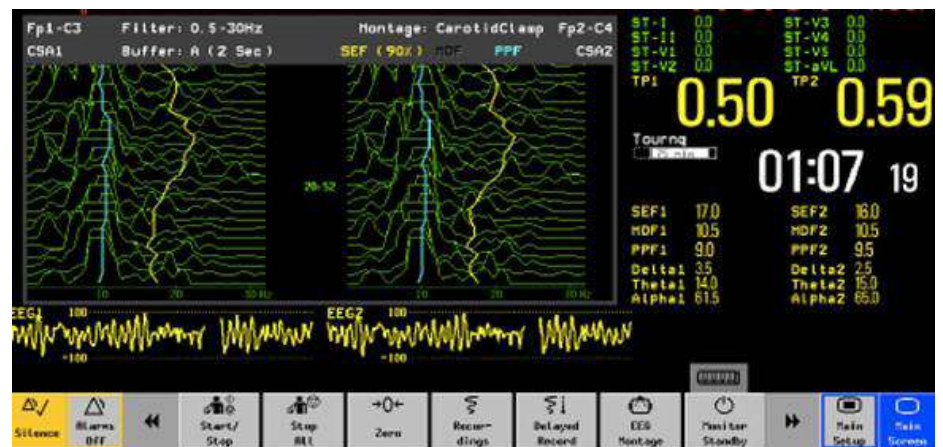 Fp1-C3 Filter: 0.5-30Hz Montage: CarotidClamp Fp2-C4
CSA1 Buffer: A (2 Sec) SEF (90%) MDF PPF CSA2
20:52
10 20 30 Hz 10 20 30 Hz
EEG1 100 EEG2 100
-100 -100
ST-I 0.0 ST-V3 0.0
ST-II 0.0 ST-V4 0.0
ST-V1 0.0 ST-V5 0.0
ST-V2 0.0 ST-aVL 0.0
TP1 0.50 TP2 0.59
Tournq
01:07 19
SEF1 17.0 SEF2 16.0
MDF1 10.5 MDF2 10.5
PPF1 9.0 PPF2 9.5
Delta1 3.5 Delta2 2.5
Theta1 14.0 Theta2 15.0
Alpha1 61.5 Alpha2 65.0
Silence
Alarms
OFF
Start/
Stop
Stop
All
→0←
Zero
Recor-
dings
Delayed
Record
EEG
Montage
Monitor
Standby
Main
Setup
Main
Screen